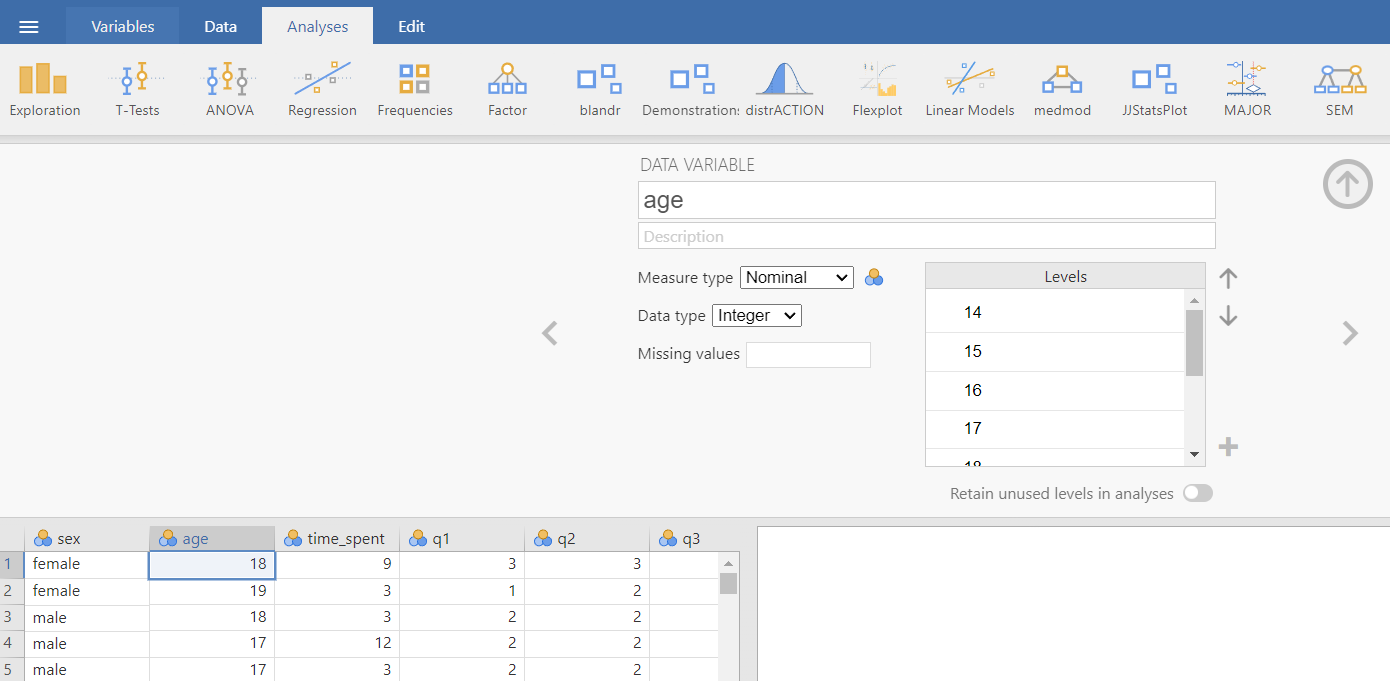 Variables Data Analyses Edit
Exploration T-Tests ANOVA Regression Frequencies Factor blandr Demonstrations distrACTION Flexplot Linear Models medmod JJStatsPlot MAJOR SEM
DATA VARIABLE
age
Description
Measure type Nominal
Levels
14
Data type Integer
15
Missing values
16
17
18
Retain unused levels in analyses
sex age time_spent q1 q2 q3
1 female 18 9 3 3
2 female 19 3 1 2
3 male 18 3 2 2
4 male 17 12 2 2
5 male 17 3 2 2